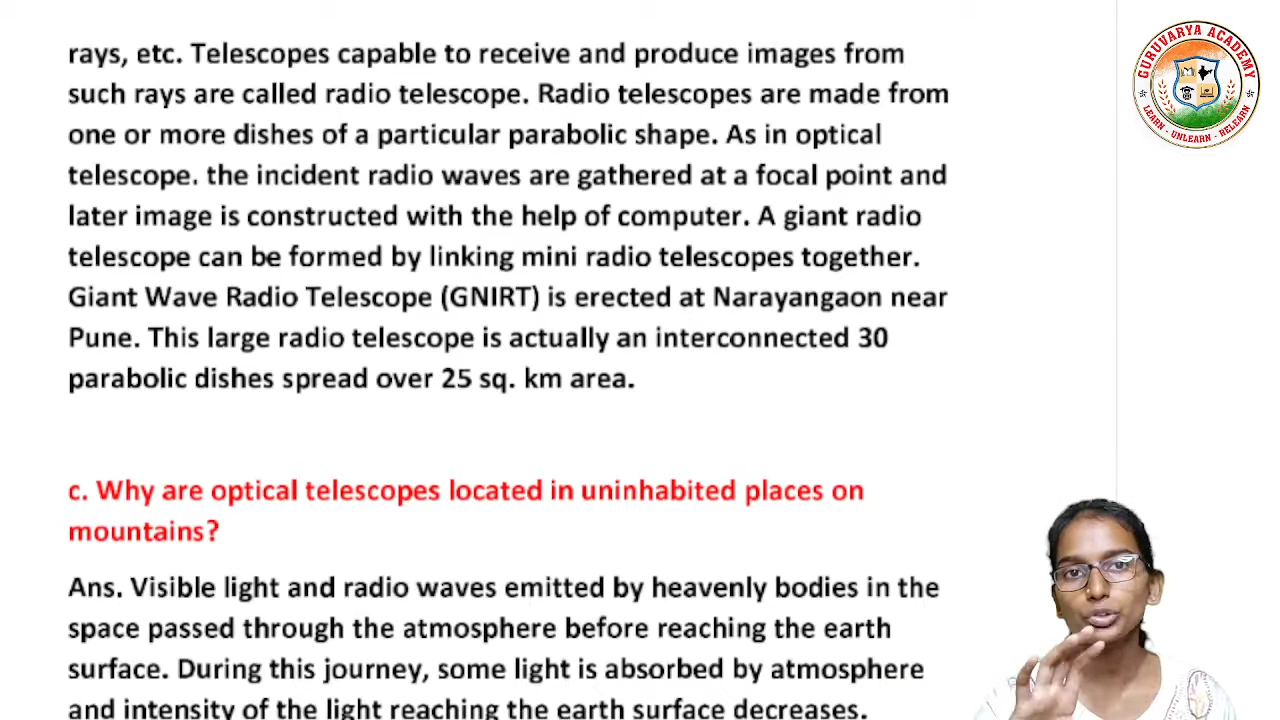 rays, etc. Telescopes capable to receive and produce images from
such rays are called radio telescope. Radio telescopes are made from
one or more dishes of a particular parabolic shape. As in optical
telescope. the incident radio waves are gathered at a focal point and
later image is constructed with the help of computer. A giant radio
telescope can be formed by linking mini radio telescopes together.
Giant Wave Radio Telescope (GNIRT) is erected at Narayangaon near
Pune. This large radio telescope is actually an interconnected 30
parabolic dishes spread over 25 sq. km area.
c. Why are optical telescopes located in uninhabited places on
mountains?
Ans. Visible light and radio waves emitted by heavenly bodies in the
space passed through the atmosphere before reaching the earth
surface. During this journey, some light is absorbed by atmosphere
and intensity of the light reaching the earth surface decreases.
GURUVARYA ACADEMY
LEARN - UNLEARN - RELEARN